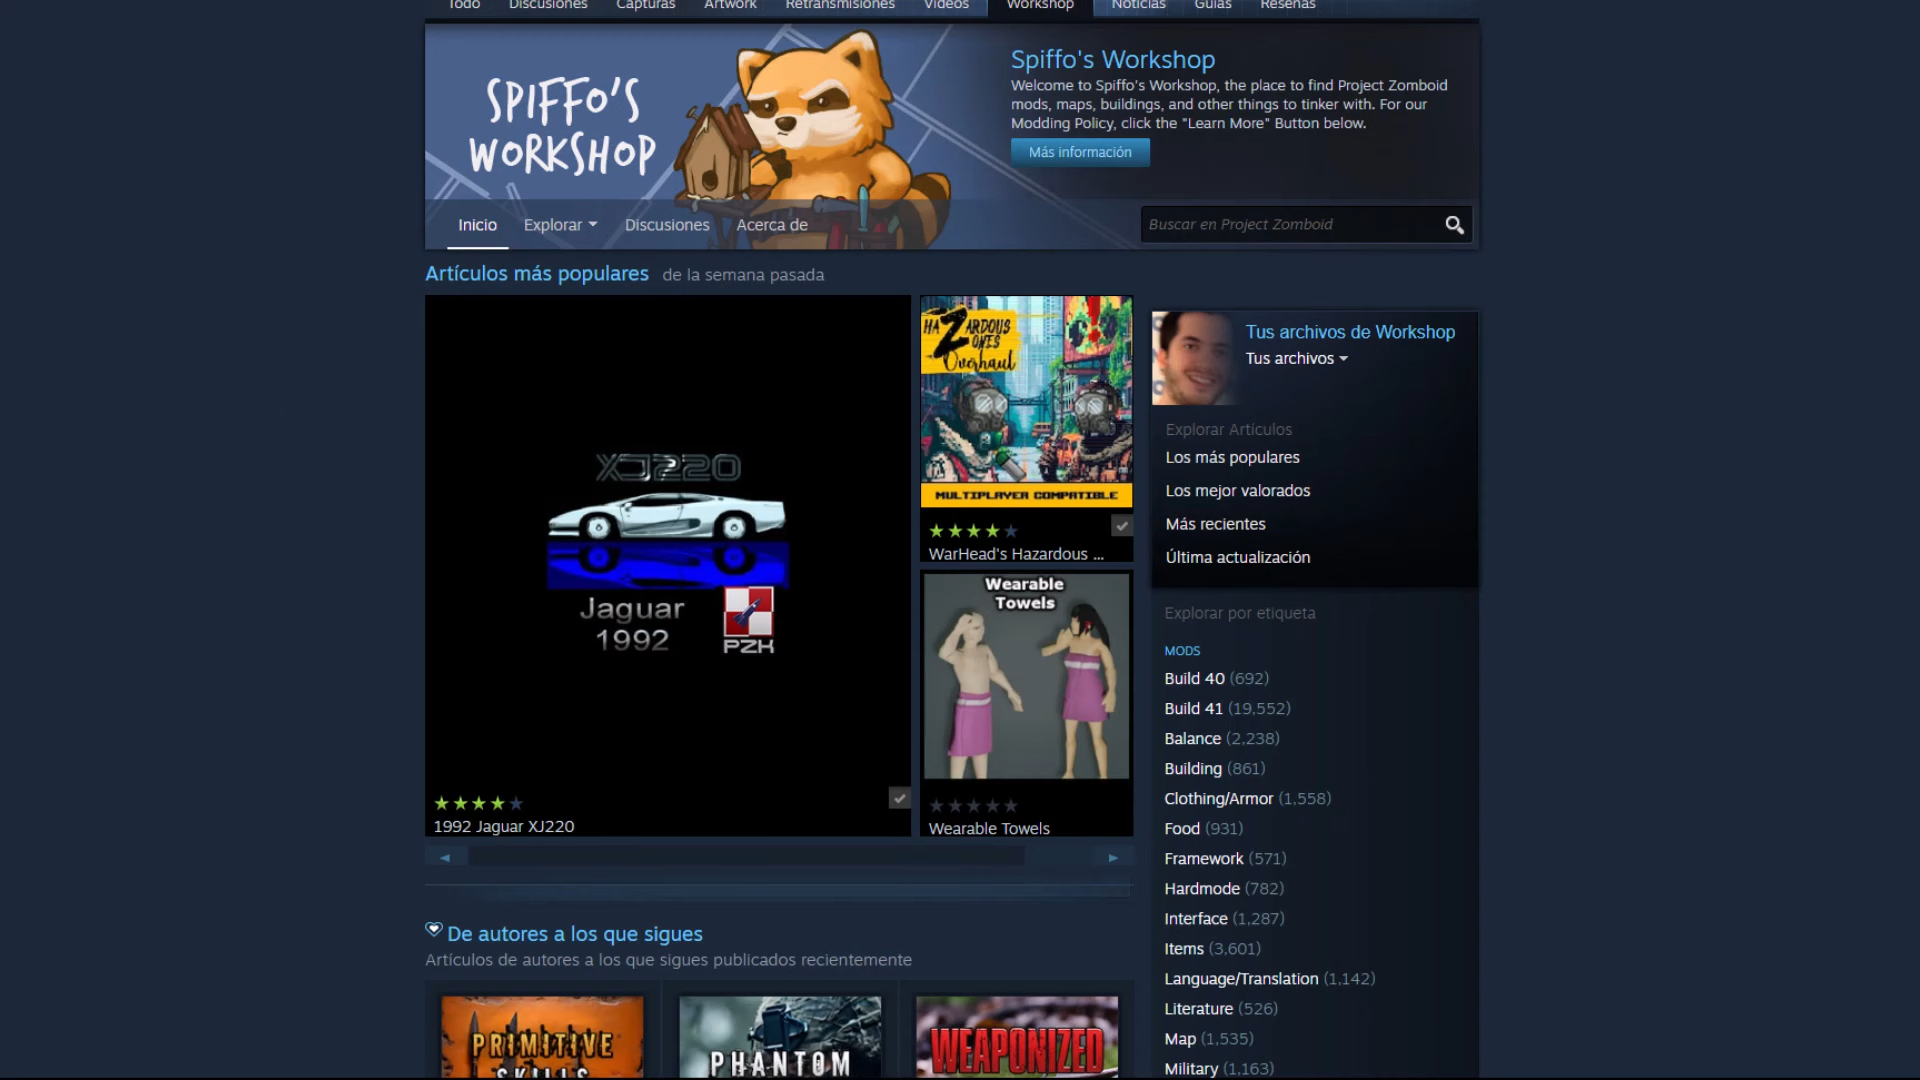 Todo Discusiones Capturas Artwork Retransmisiones Vídeos Workshop Noticias Guías Reseñas
SPIFFO'S
WORKSHOP
Spiffo's Workshop
Welcome to Spiffo's Workshop, the place to find Project Zomboid
mods, maps, buildings, and other things to tinker with. For our
Modding Policy, click the "Learn More" Button below.
Más información
Inicio Explorar Discusiones Acerca de
Buscar en Project Zomboid
Artículos más populares de la semana pasada
XJ220
Jaguar
1992
PZK
1992 Jaguar XJ220
HAZARDOUS
ZONES
Overhaul
MULTIPLAYER COMPATIBLE
WarHead's Hazardous ...
Wearable
Towels
Wearable Towels
De autores a los que sigues
Artículos de autores a los que sigues publicados recientemente
PRIMITIVE
SKILLS
PHANTOM
WEAPONIZED
Tus archivos de Workshop
Tus archivos
Explorar Artículos
Los más populares
Los mejor valorados
Más recientes
Última actualización
Explorar por etiqueta
MODS
Build 40 (692)
Build 41 (19,552)
Balance (2,238)
Building (861)
Clothing/Armor (1,558)
Food (931)
Framework (571)
Hardmode (782)
Interface (1,287)
Items (3,601)
Language/Translation (1,142)
Literature (526)
Map (1,535)
Military (1,163)